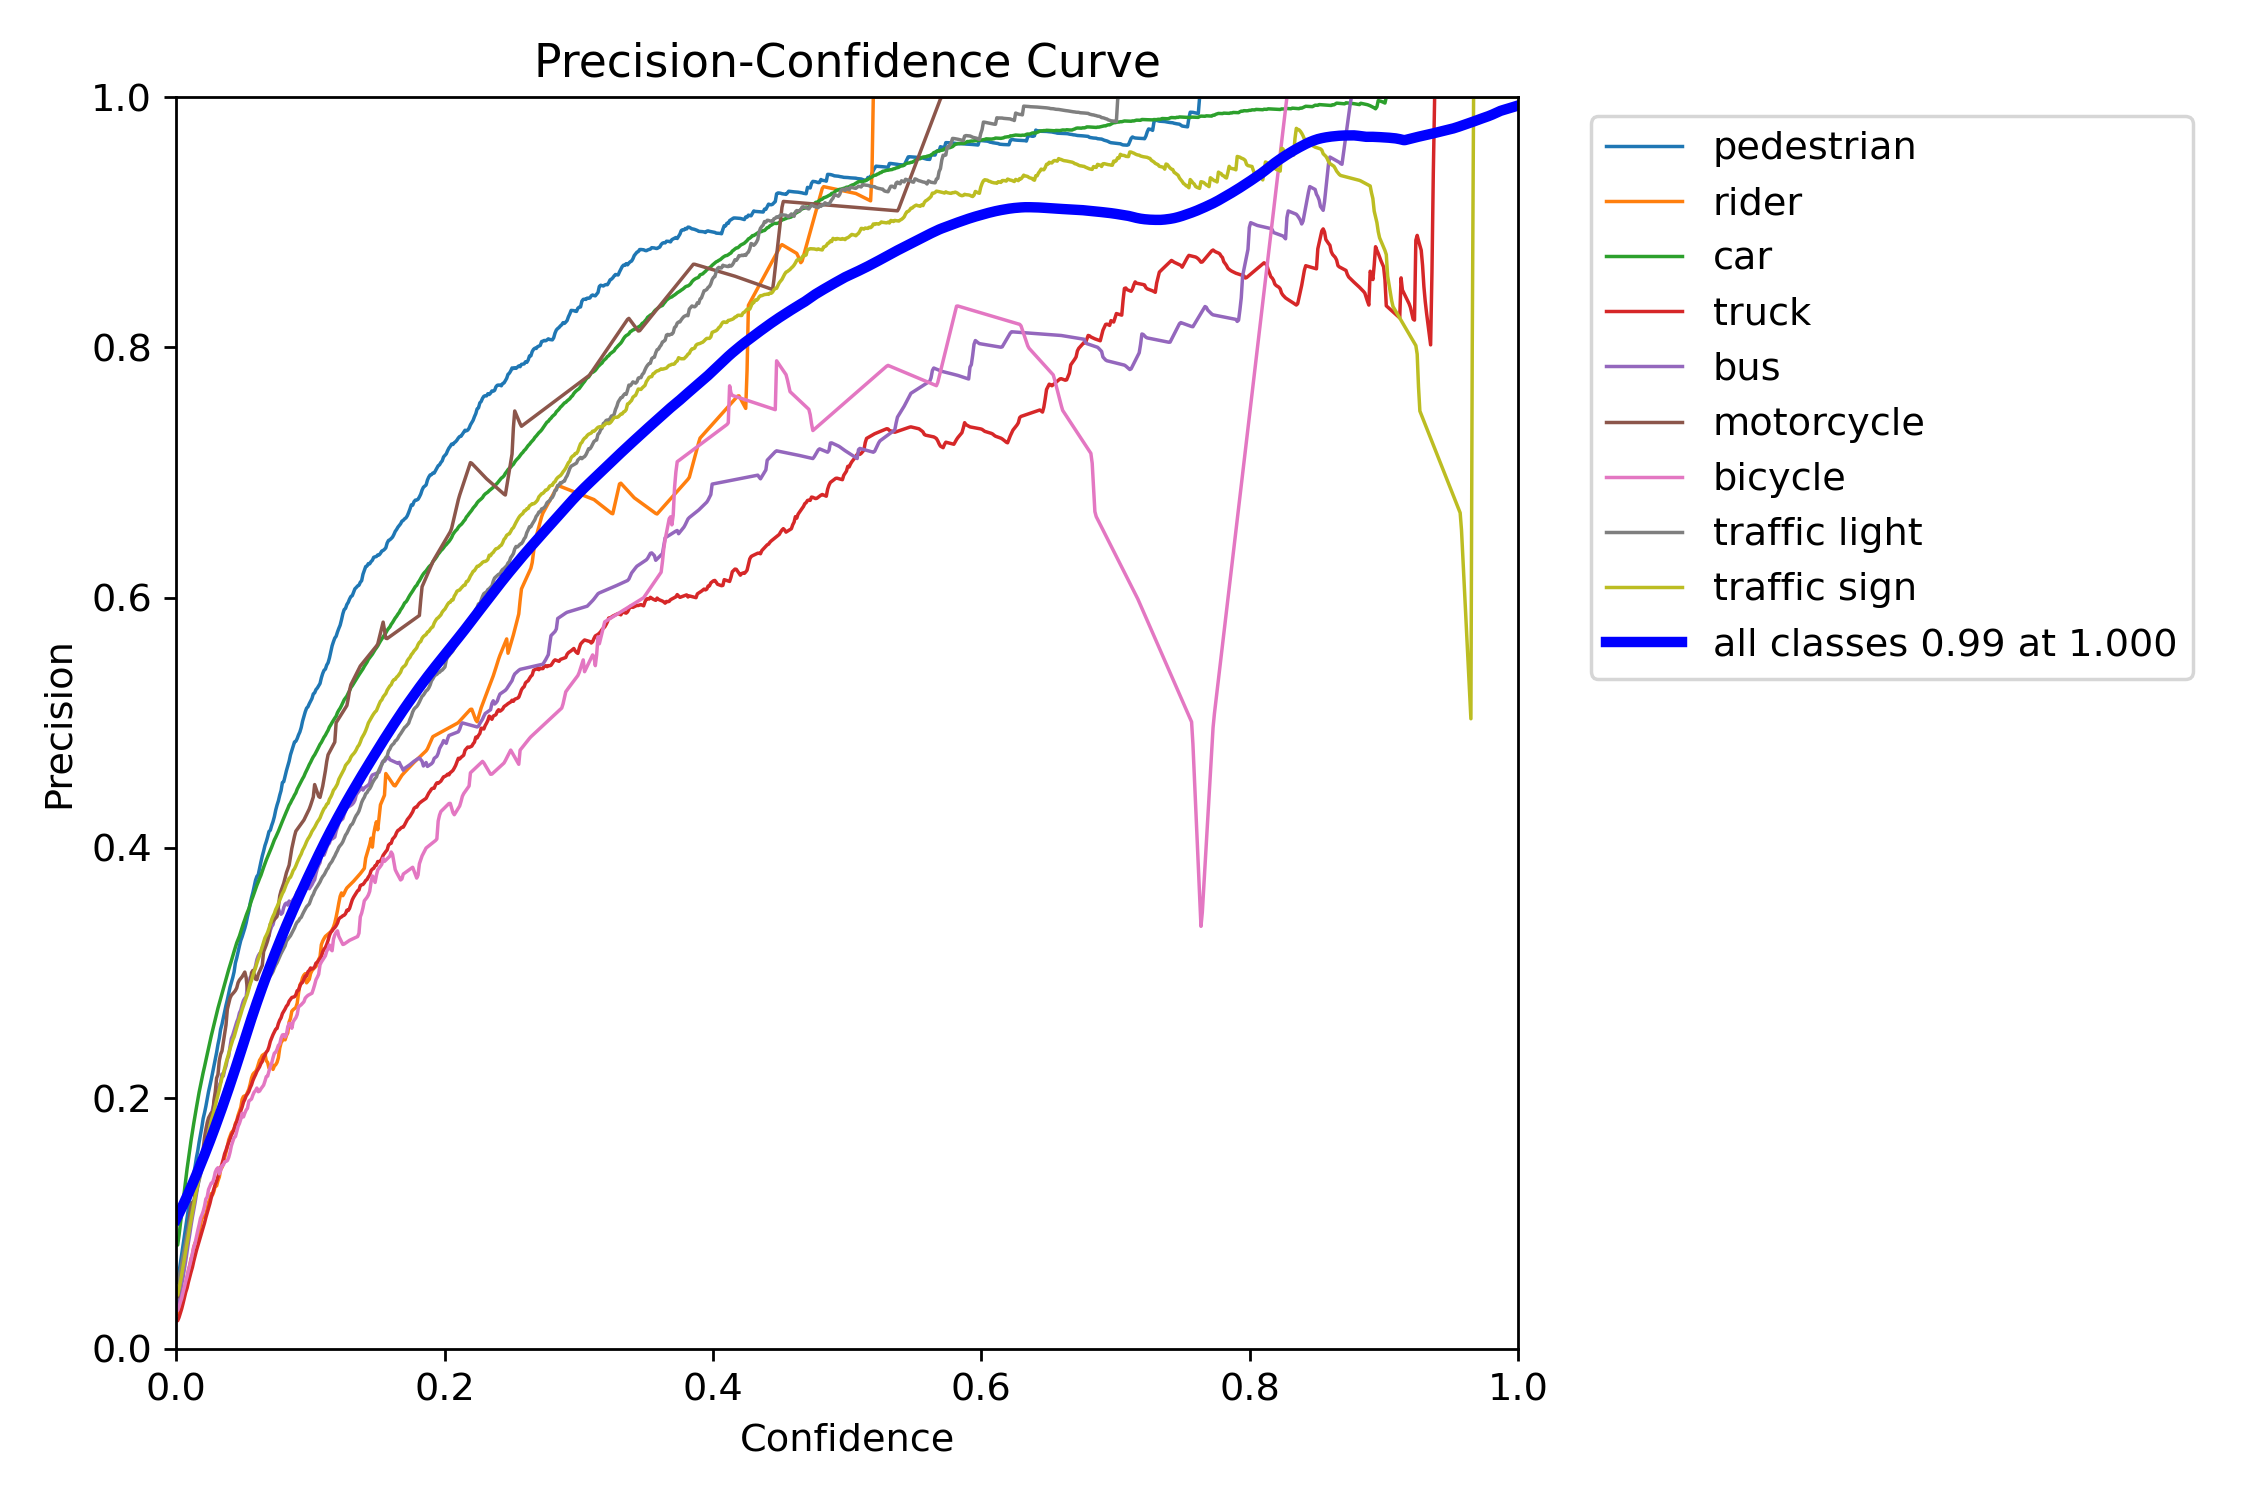 Precision-Confidence Curve
1.0
0.8
0.6
0.4
0.2
0.0
Precision
0.0 0.2 0.4 0.6 0.8 1.0
Confidence
pedestrian
rider
car
truck
bus
motorcycle
bicycle
traffic light
traffic sign
all classes 0.99 at 1.000